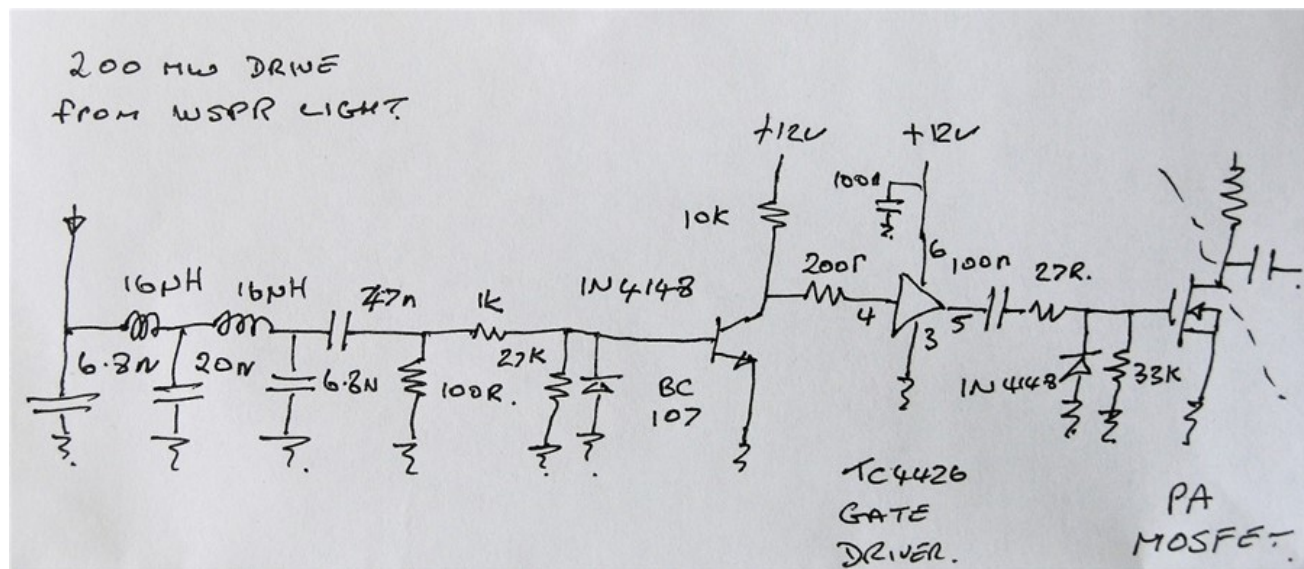 200 MW DRIVE
FROM WSPR LIGHT.
+12V
+12V
100n
10K
6
100n
27R.
200r
16µH
16µH
47n
1K
1N4148
4
5
3
27K
6.8N
20N
6.8N
100R.
1N4148
33K
BC
107
TC4426
GATE
DRIVER.
PA
MOSFET.